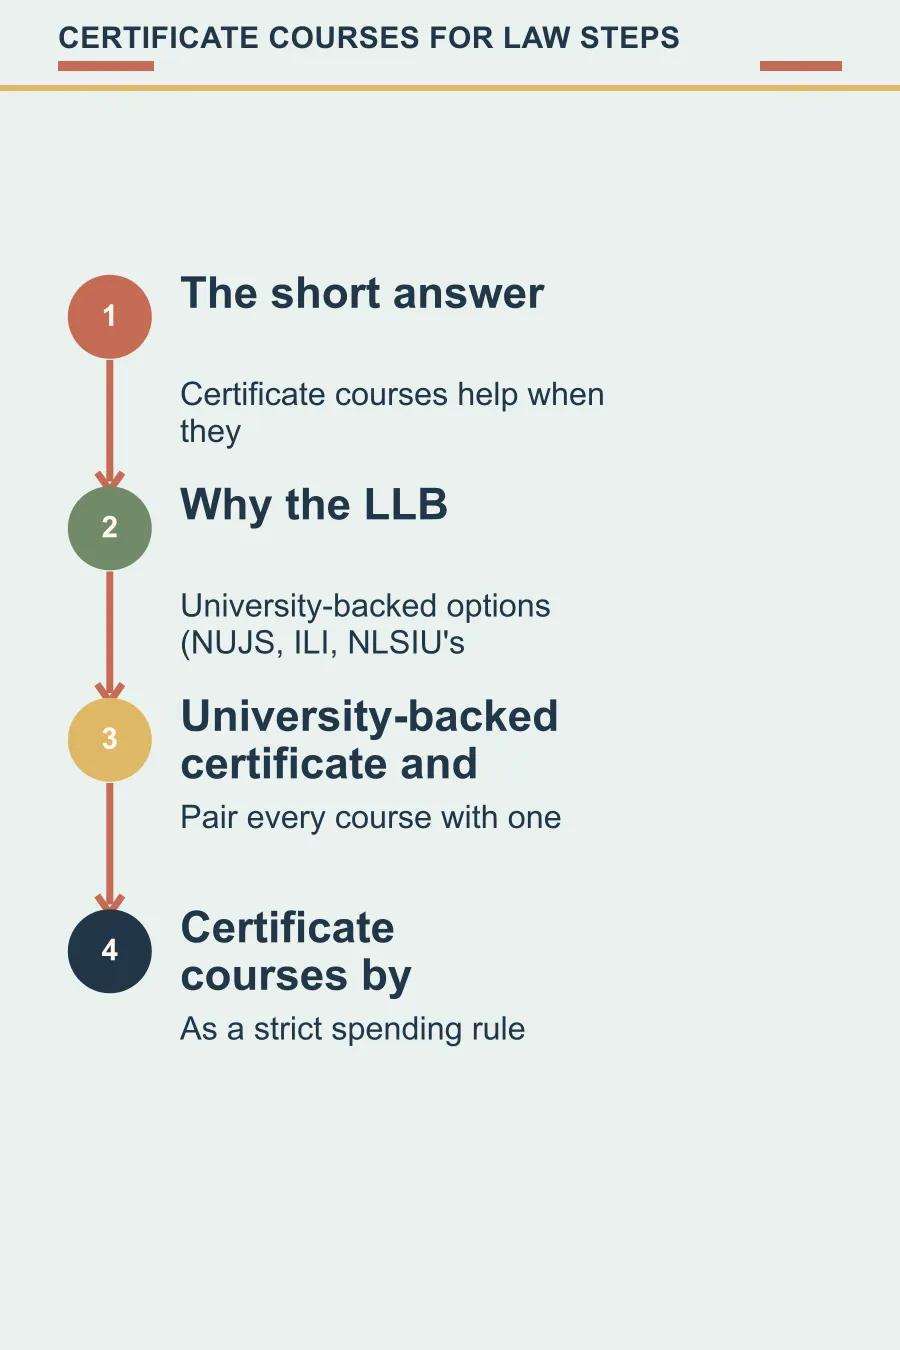 CERTIFICATE COURSES FOR LAW STEPS
1
The short answer
Certificate courses help when
they
2
Why the LLB
University-backed options
(NUJS, ILI, NLSIU's
3
University-backed
certificate and
Pair every course with one
4
Certificate
courses by
As a strict spending rule